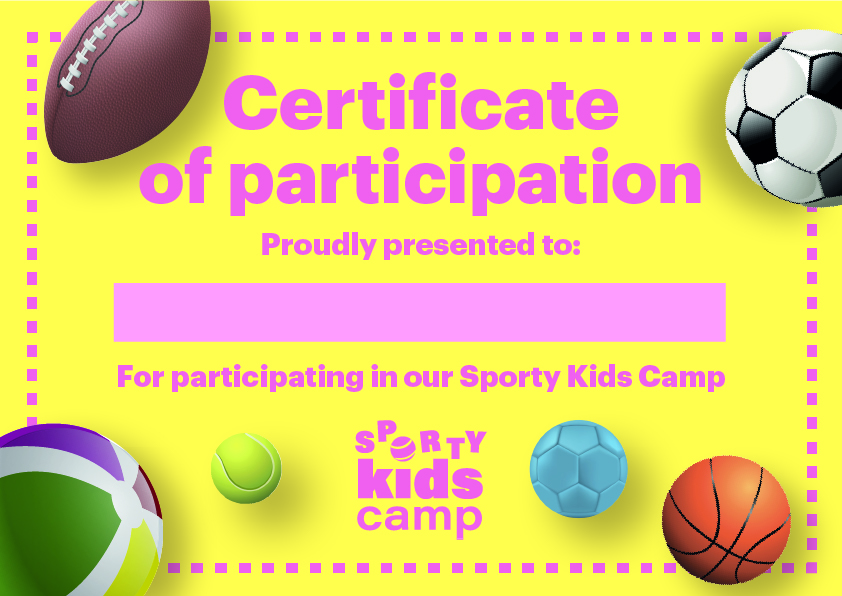 Certificate
of participation
Proudly presented to:
For participating in our Sporty Kids Camp
SPORTY
kids
camp